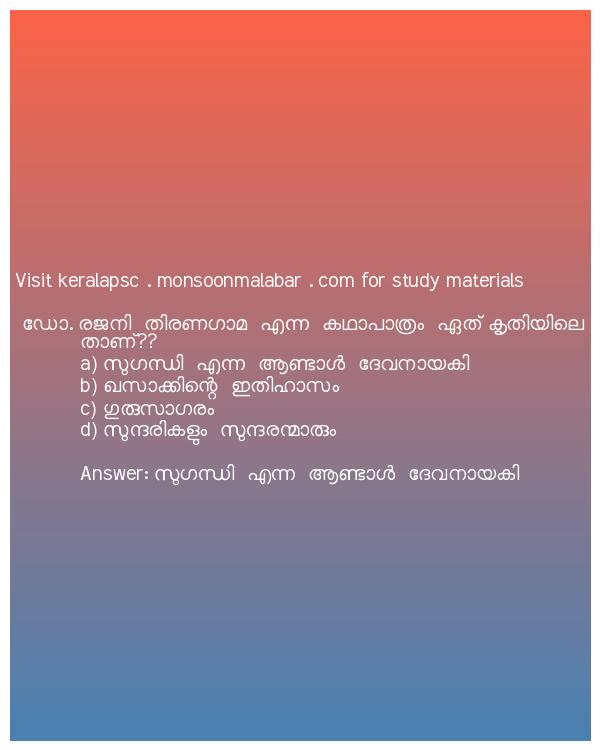 Visit keralapsc . monsoonmalabar . com for study materials
ഡോ. രജനി തിരണഗാമ എന്ന കഥാപാത്രം ഏത് കൃതിയിലെ
താണ്??
a) സുഗന്ധി എന്ന ആണ്ടാൾ ദേവനായകി
b) ഖസാക്കിന്റെ ഇതിഹാസം
c) ഗുരുസാഗരം
d) സുന്ദരികളും സുന്ദരന്മാരും
Answer: സുഗന്ധി എന്ന ആണ്ടാൾ ദേവനായകി